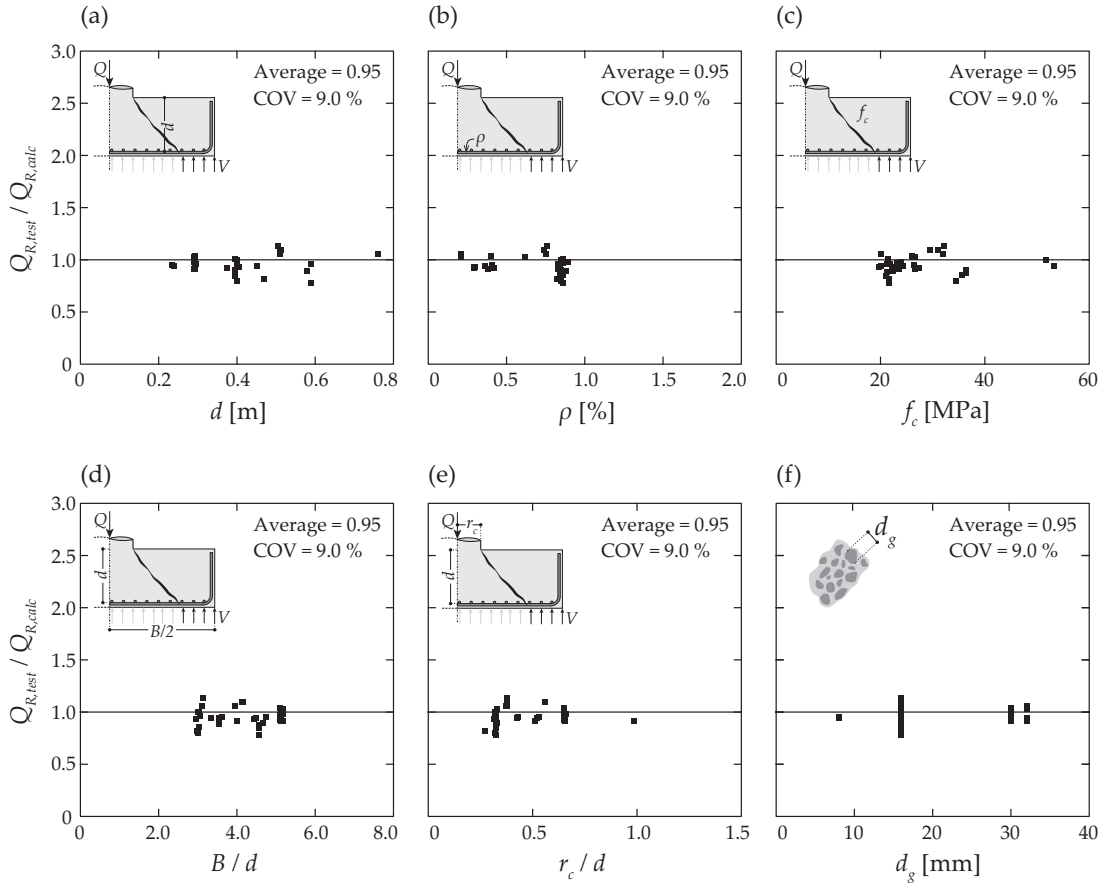 (a)
(b)
(c)
3.0
2.5
2.0
1.5
1.0
0.5
0
Q_{R,test} / Q_{R,calc}
Q
d
V
Average = 0.95
COV = 9.0 %
0.2
0.4
0.6
0.8
d [m]
Q
ρ
V
Average = 0.95
COV = 9.0 %
0
0.5
1.0
1.5
2.0
ρ [%]
Q
f_c
V
Average = 0.95
COV = 9.0 %
0
20
40
60
f_c [MPa]
(d)
(e)
(f)
3.0
2.5
2.0
1.5
1.0
0.5
0
Q_{R,test} / Q_{R,calc}
Q
d
V
B/2
Average = 0.95
COV = 9.0 %
0
2.0
4.0
6.0
8.0
B / d
Q
r_c
d
V
Average = 0.95
COV = 9.0 %
0
0.5
1.0
1.5
r_c / d
d_g
Average = 0.95
COV = 9.0 %
0
10
20
30
40
d_g [mm]